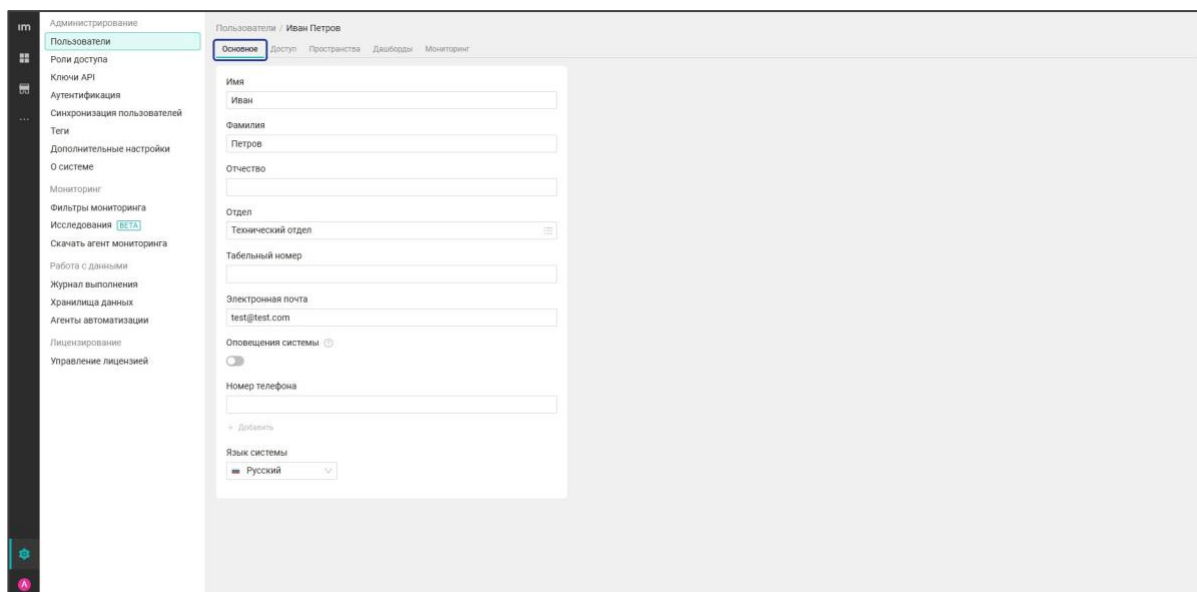 im
Администрирование
Пользователи
Роли доступа
Ключи API
Аутентификация
Синхронизация пользователей
Теги
Дополнительные настройки
О системе
Мониторинг
Фильтры мониторинга
Исследования BETA
Скачать агент мониторинга
Работа с данными
Журнал выполнения
Хранилища данных
Агенты автоматизации
Лицензирование
Управление лицензией
A
Пользователи / Иван Петров
Основное Доступ Пространства Дашборды Мониторинг
Имя
Иван
Фамилия
Петров
Отчество
Отдел
Технический отдел
Табельный номер
Электронная почта
test@test.com
Оповещения системы ?
Номер телефона
+ Добавить
Язык системы
Русский